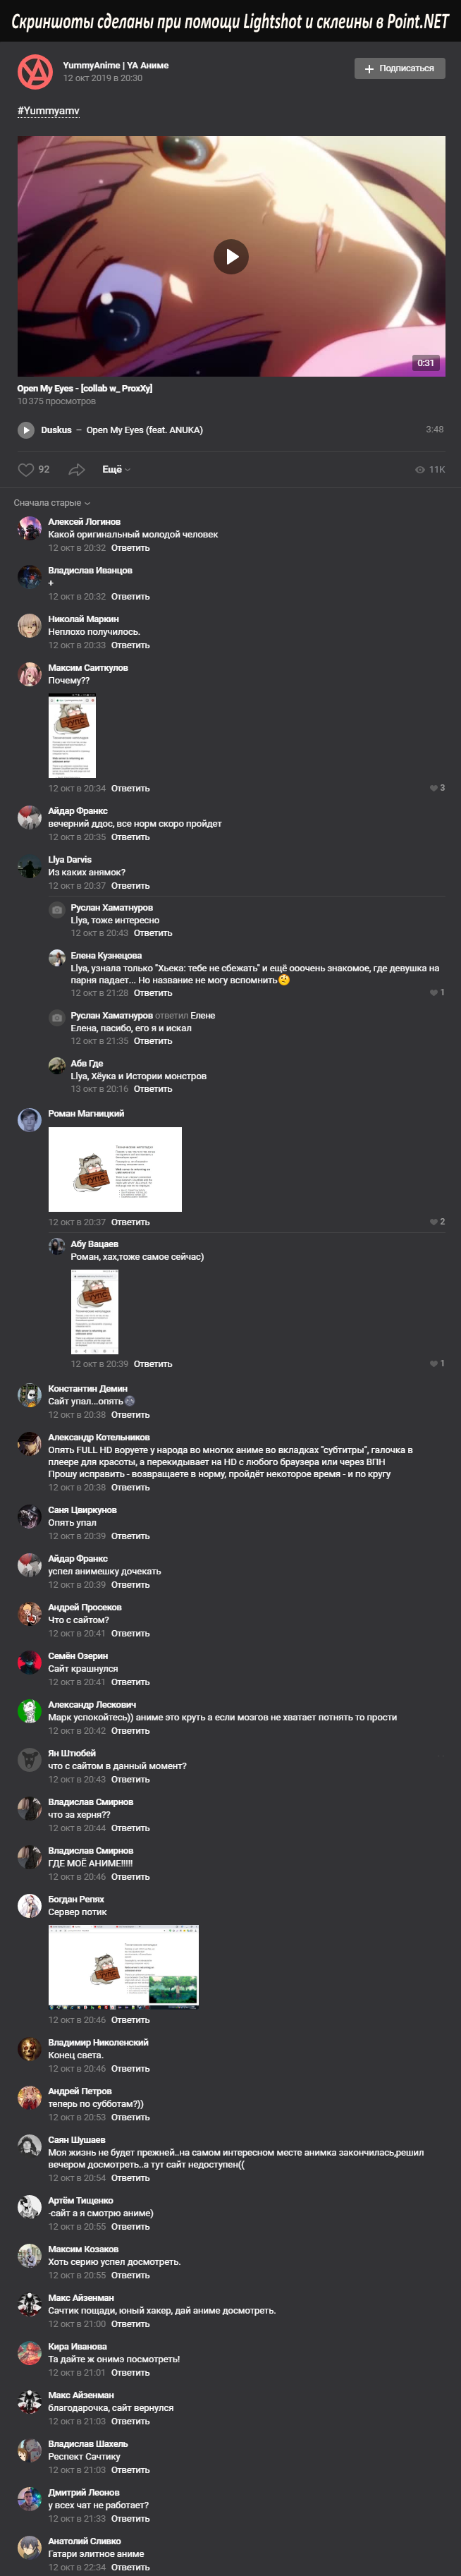 Скриншоты сделаны при помощи Lightshot и склеины в Point.NET
YummyAnime | YA Аниме
12 окт 2019 в 20:30
+ Подписаться
#Yummyamv
0:31
Open My Eyes - [collab w_ ProxXy]
10 375 просмотров
Duskus – Open My Eyes (feat. ANUKA)
3:48
92
Ещё
11K
Сначала старые
Алексей Логинов
Какой оригинальный молодой человек
12 окт в 20:32 Ответить
Владислав Иванцов
+
12 окт в 20:32 Ответить
Николай Маркин
Неплохо получилось.
12 окт в 20:33 Ответить
Максим Саиткулов
Почему??
12 окт в 20:34 Ответить
3
Айдар Франкс
вечерний ддос, все норм скоро пройдет
12 окт в 20:35 Ответить
Llya Darvis
Из каких анямок?
12 окт в 20:37 Ответить
Руслан Хаматнуров
Llya, тоже интересно
12 окт в 20:43 Ответить
Елена Кузнецова
Llya, узнала только "Хьека: тебе не сбежать" и ещё ооочень знакомое, где девушка на
парня падает... Но название не могу вспомнить
12 окт в 21:28 Ответить
1
Руслан Хаматнуров ответил Елене
Елена, пасибо, его я и искал
12 окт в 21:35 Ответить
Абв Где
Llya, Хёука и Истории монстров
13 окт в 20:16 Ответить
Роман Магницкий
12 окт в 20:37 Ответить
2
Абу Вацаев
Роман, хах,тоже самое сейчас)
12 окт в 20:39 Ответить
1
Константин Демин
Сайт упал...опять
12 окт в 20:38 Ответить
Александр Котельников
Опять FULL HD воруете у народа во многих аниме во вкладках "субтитры", галочка в
плеере для красоты, а перекидывает на HD с любого браузера или через ВПН
Прошу исправить - возвращаете в норму, пройдёт некоторое время - и по кругу
12 окт в 20:38 Ответить
Саня Цвиркунов
Опять упал
12 окт в 20:39 Ответить
Айдар Франкс
успел анимешку дочекать
12 окт в 20:39 Ответить
Андрей Просеков
Что с сайтом?
12 окт в 20:41 Ответить
Семён Озерин
Сайт крашнулся
12 окт в 20:41 Ответить
Александр Лескович
Марк успокойтесь)) аниме это круть а если мозгов не хватает потнять то прости
12 окт в 20:42 Ответить
Ян Штюбей
что с сайтом в данный момент?
12 окт в 20:43 Ответить
Владислав Смирнов
что за херня??
12 окт в 20:44 Ответить
Владислав Смирнов
ГДЕ МОЁ АНИМЕ!!!!!
12 окт в 20:46 Ответить
Богдан Репях
Сервер потик
12 окт в 20:46 Ответить
Владимир Николенский
Конец света.
12 окт в 20:46 Ответить
Андрей Петров
теперь по субботам?))
12 окт в 20:53 Ответить
Саян Шушаев
Моя жизнь не будет прежней..на самом интересном месте анимка закончилась,решил
вечером досмотреть..а тут сайт недоступен((
12 окт в 20:54 Ответить
Артём Тищенко
-сайт а я смотрю аниме)
12 окт в 20:55 Ответить
Максим Козаков
Хоть серию успел досмотреть.
12 окт в 20:55 Ответить
Макс Айзенман
Сачтик пощади, юный хакер, дай аниме досмотреть.
12 окт в 21:00 Ответить
Кира Иванова
Та дайте ж онимэ посмотреть!
12 окт в 21:01 Ответить
Макс Айзенман
благодарочка, сайт вернулся
12 окт в 21:03 Ответить
Владислав Шахель
Респект Сачтику
12 окт в 21:03 Ответить
Дмитрий Леонов
у всех чат не работает?
12 окт в 21:33 Ответить
Анатолий Сливко
Гатари элитное аниме
12 окт в 22:34 Ответить